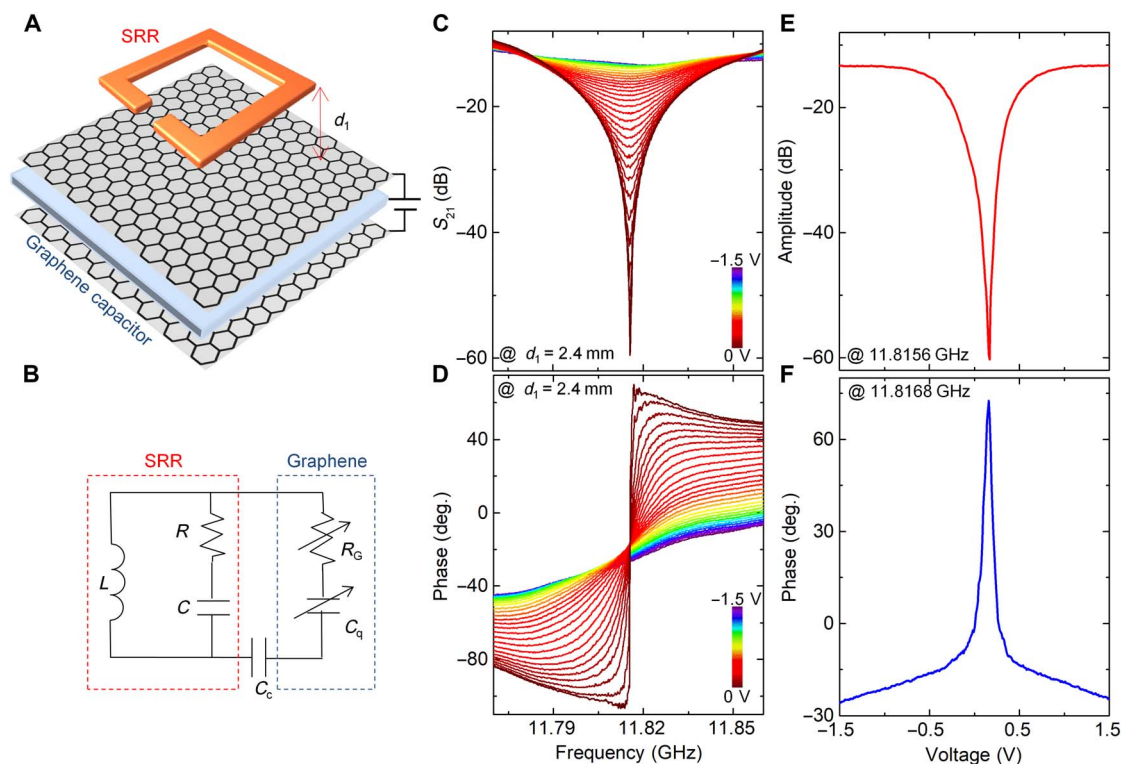 A
SRR
d1
Graphene capacitor
B
SRR
Graphene
R
RG
L
C
Cq
Cc
C
S21 (dB)
−20
−40
−60
−1.5 V
0 V
@ d1 = 2.4 mm
D
@ d1 = 2.4 mm
Phase (deg.)
40
0
−40
−80
−1.5 V
0 V
11.79
11.82
11.85
Frequency (GHz)
E
Amplitude (dB)
−20
−40
−60
@ 11.8156 GHz
F
@ 11.8168 GHz
Phase (deg.)
75
50
0
−30
−1.5
−0.5
0.5
1.5
Voltage (V)